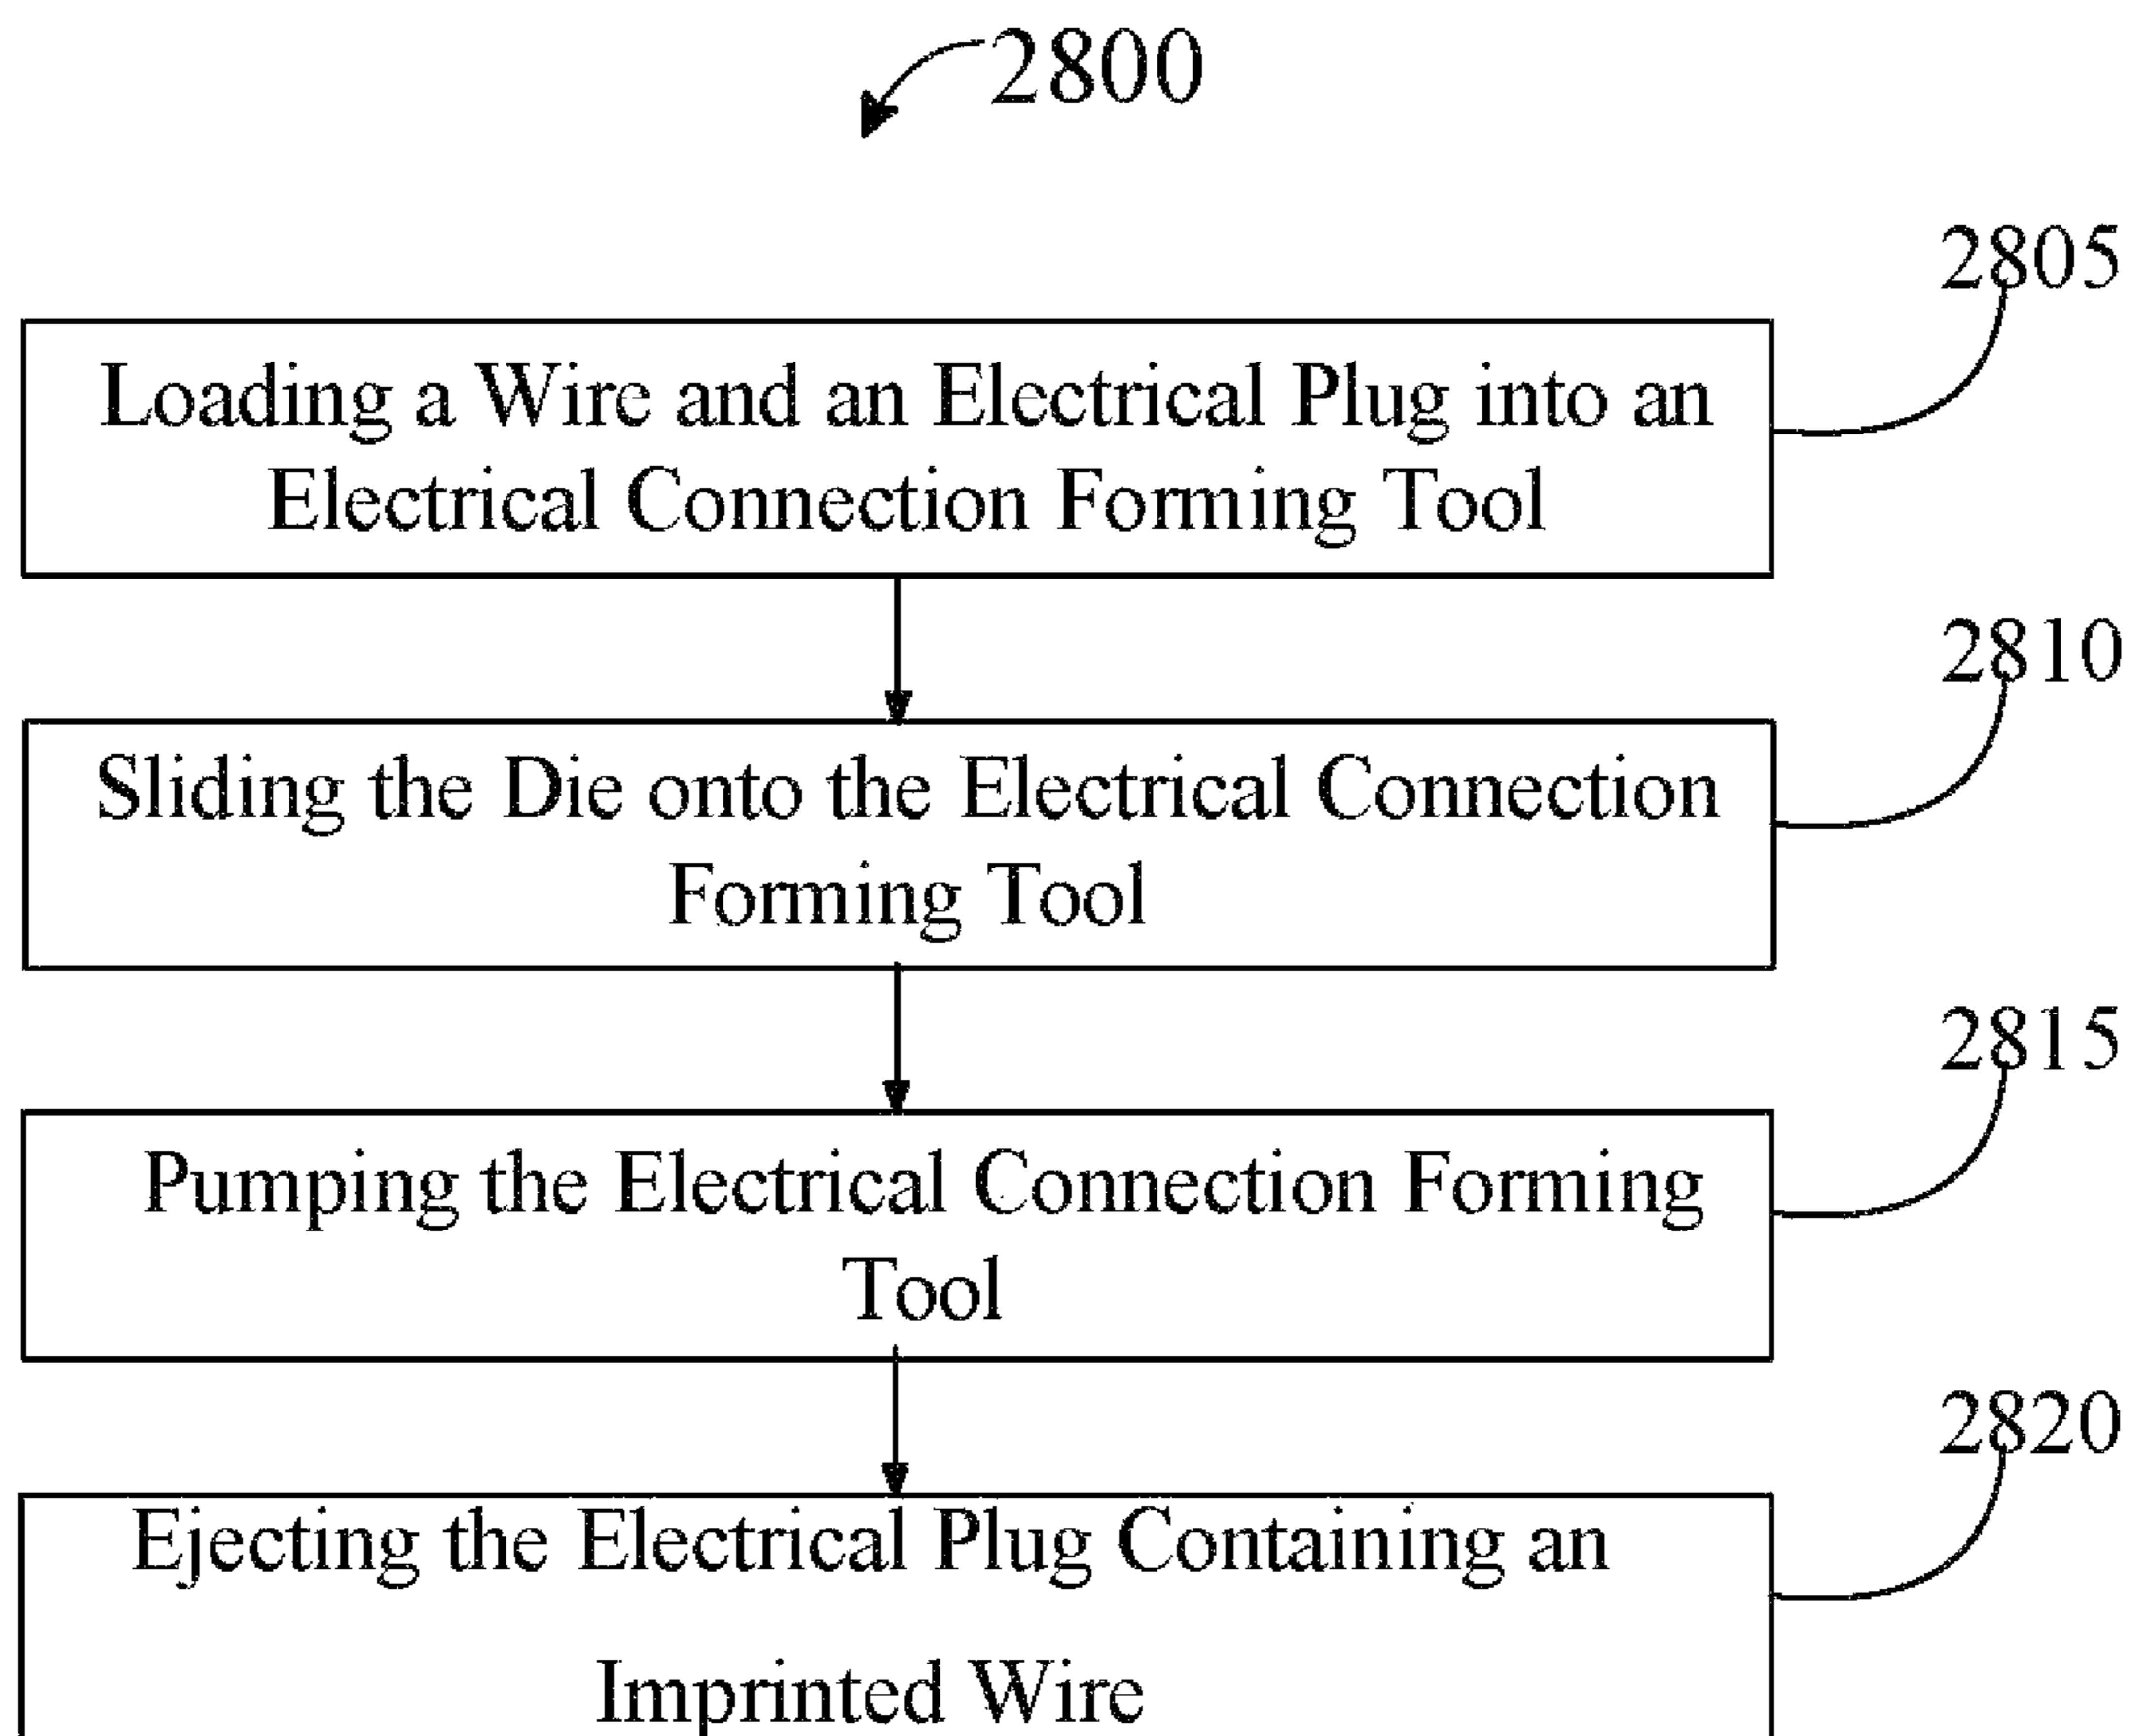 2800
2805
Loading a Wire and an Electrical Plug into an
Electrical Connection Forming Tool
2810
Sliding the Die onto the Electrical Connection
Forming Tool
2815
Pumping the Electrical Connection Forming
Tool
2820
Ejecting the Electrical Plug Containing an
Imprinted Wire